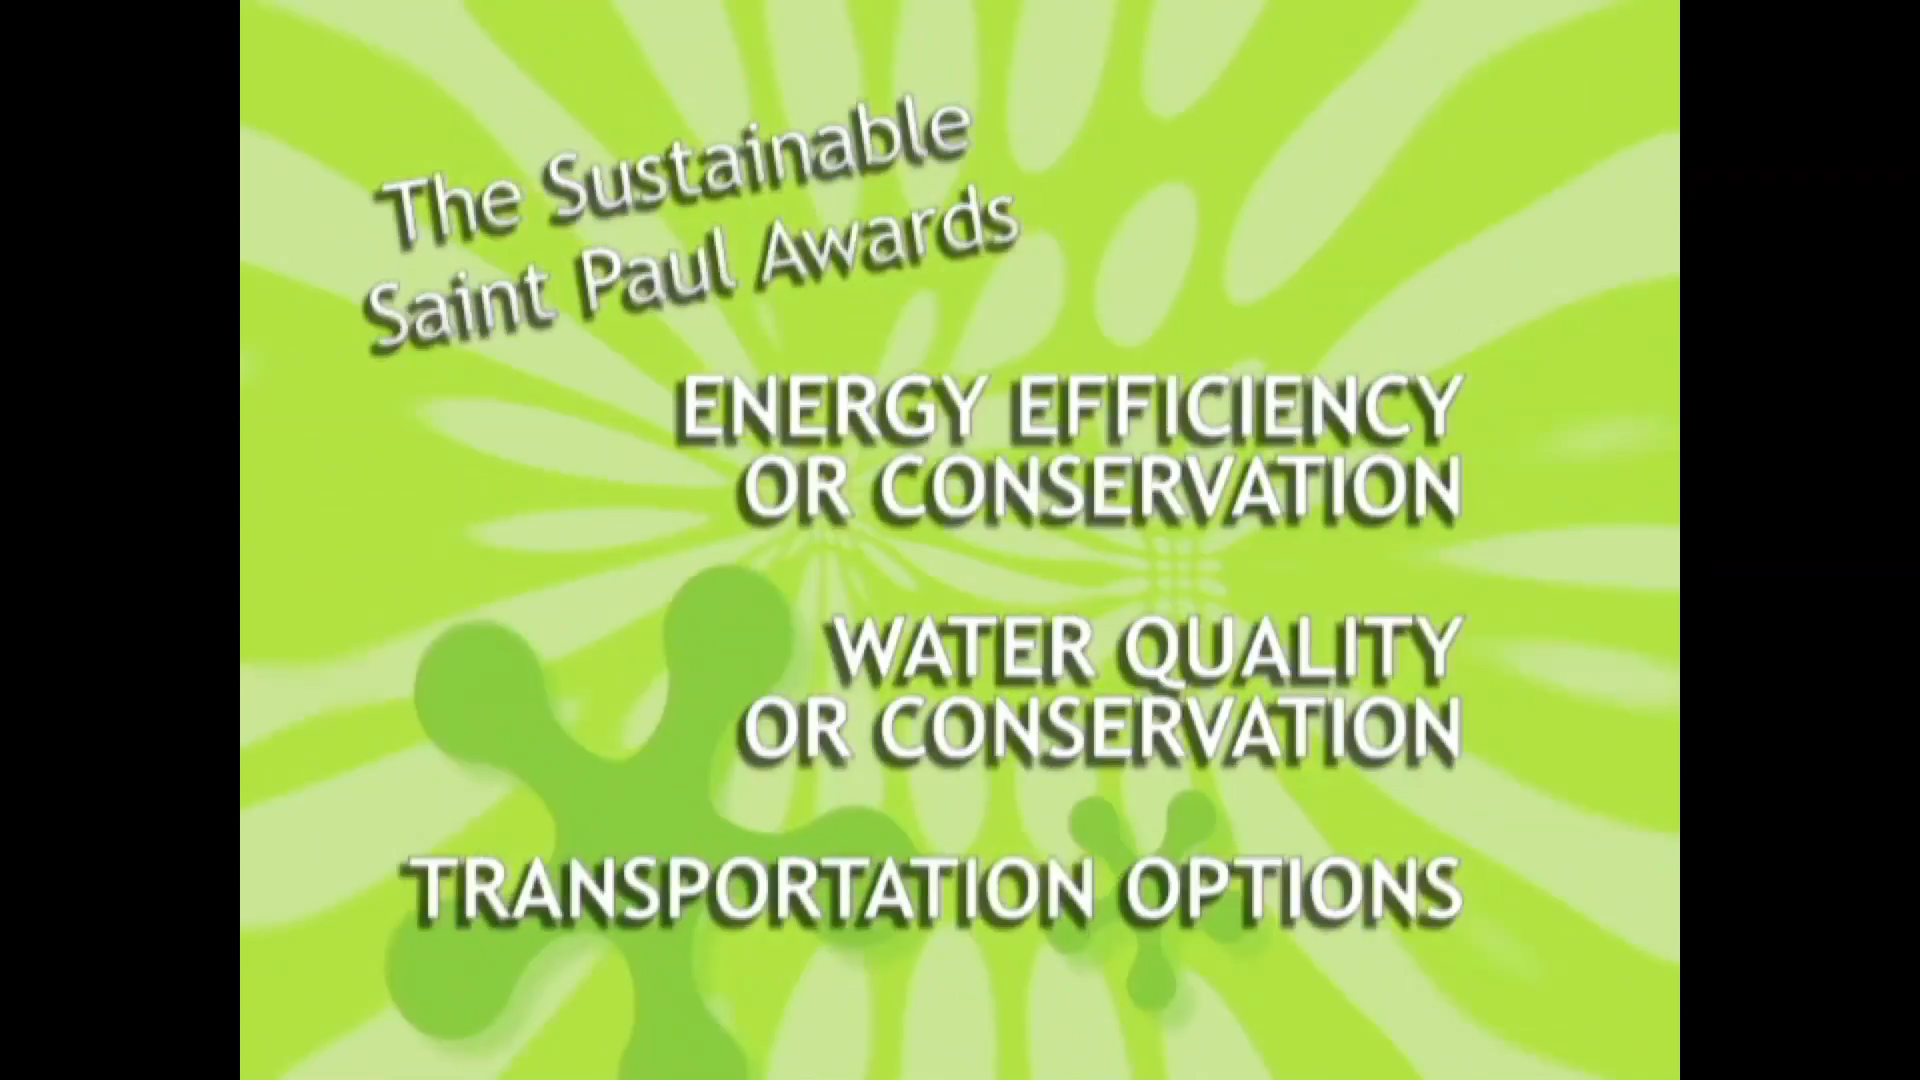 The Sustainable
Saint Paul Awards
ENERGY EFFICIENCY
OR CONSERVATION
WATER QUALITY
OR CONSERVATION
TRANSPORTATION OPTIONS